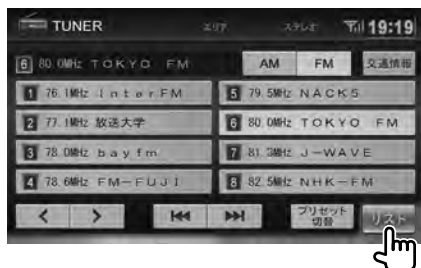 TUNER エリア ステレオ 19:19
6 80.0MHz TOKYO FM AM FM 交通情報
1 76.1MHz InterFM 5 79.5MHz NACK5
2 77.1MHz 放送大学 6 80.0MHz TOKYO FM
3 78.0MHz bayfm 7 81.3MHz J-WAVE
4 78.6MHz FM-FUJI 8 82.5MHz NHK-FM
プリセット
切替
リスト